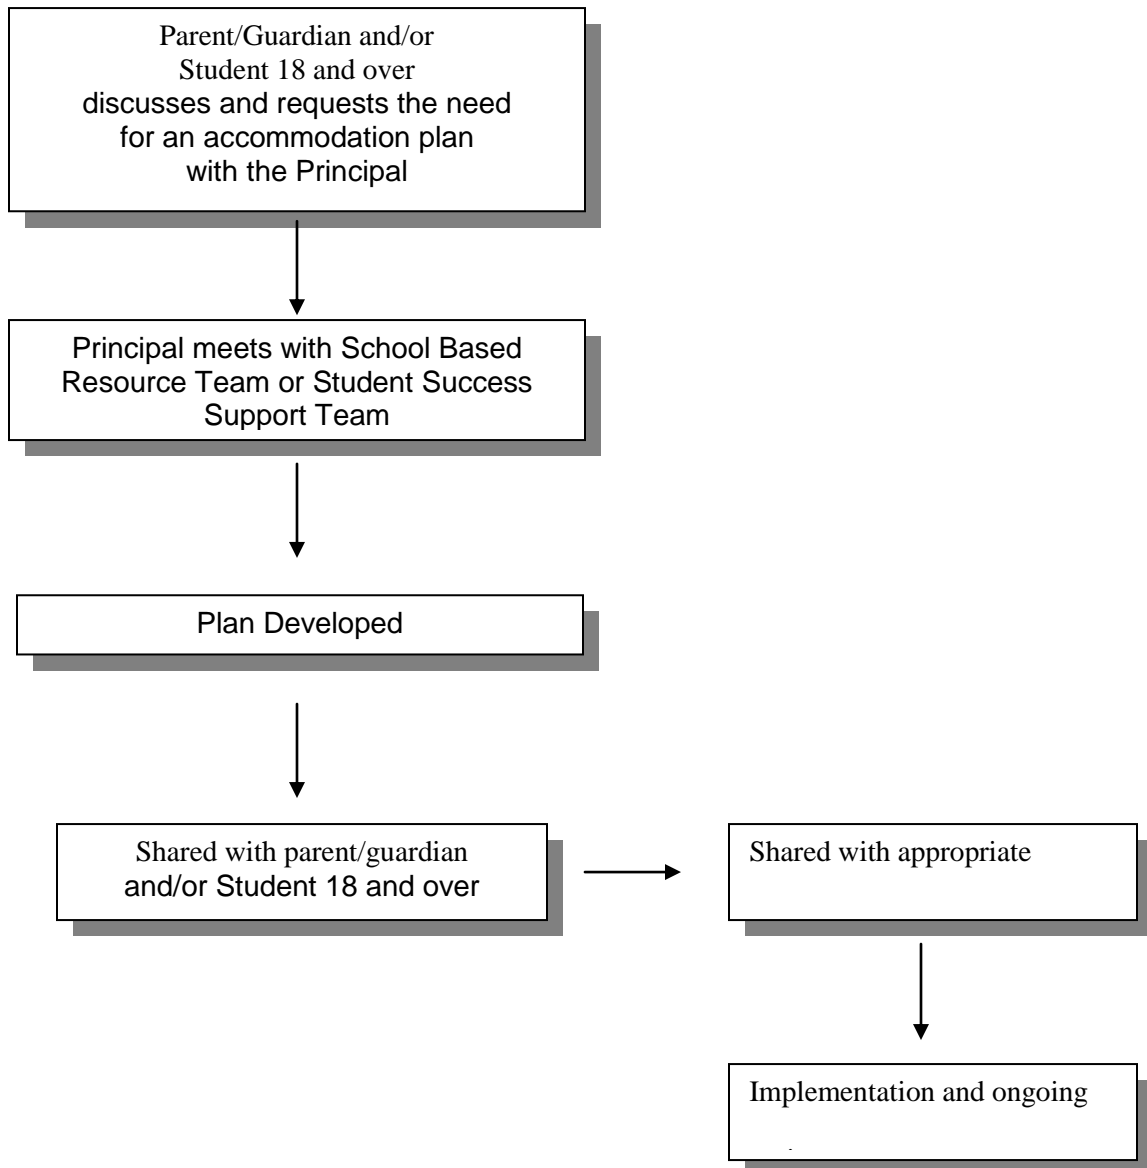 Parent/Guardian and/or
Student 18 and over
discusses and requests the need
for an accommodation plan
with the Principal
Principal meets with School Based
Resource Team or Student Success
Support Team
Plan Developed
Shared with parent/guardian
and/or Student 18 and over
Shared with appropriate
Implementation and ongoing